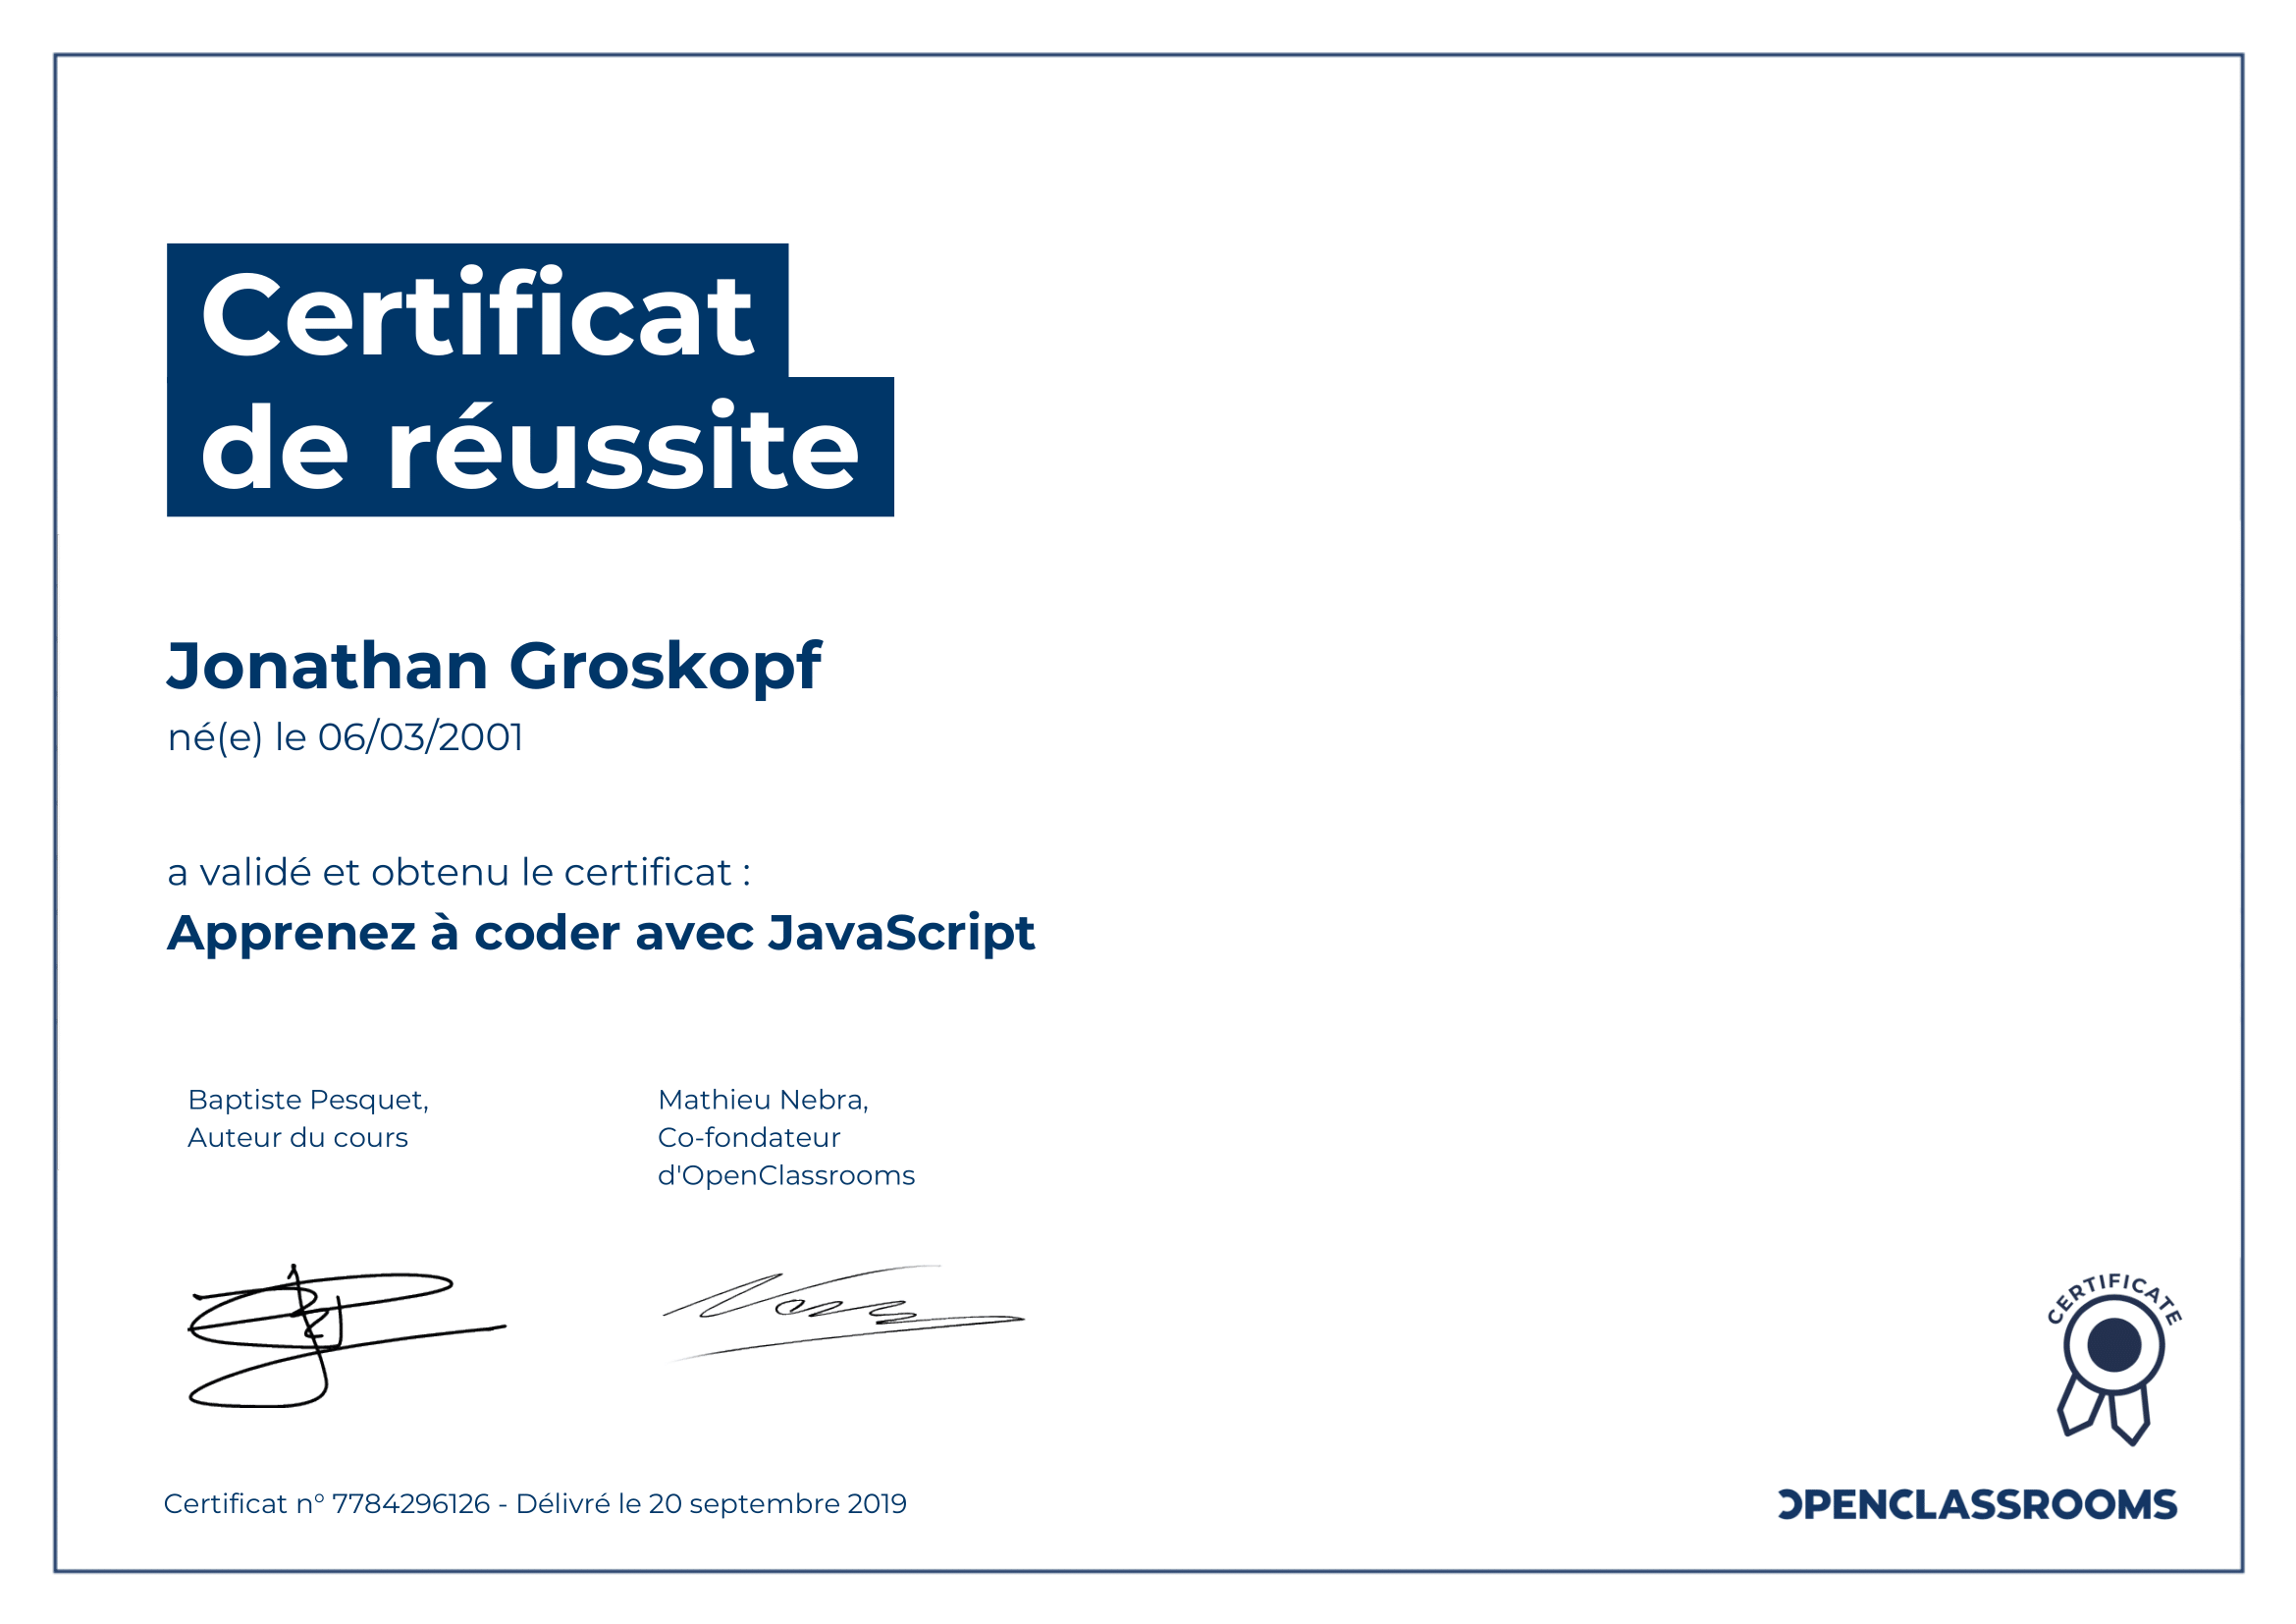 Certificat
de réussite
Jonathan Groskopf
né(e) le 06/03/2001
a validé et obtenu le certificat :
Apprenez à coder avec JavaScript
Baptiste Pesquet,
Auteur du cours
Mathieu Nebra,
Co-fondateur
d'OpenClassrooms
CERTIFICATE
Certificat n° 7784296126 - Délivré le 20 septembre 2019
OPENCLASSROOMS